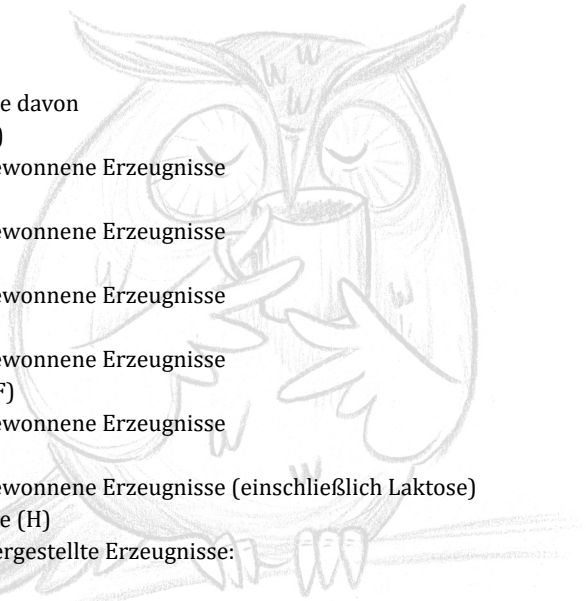 e davon
)
ewonnene Erzeugnisse
ewonnene Erzeugnisse
ewonnene Erzeugnisse
ewonnene Erzeugnisse
F)
ewonnene Erzeugnisse
ewonnene Erzeugnisse (einschließlich Laktose)
e (H)
ergestellte Erzeugnisse: